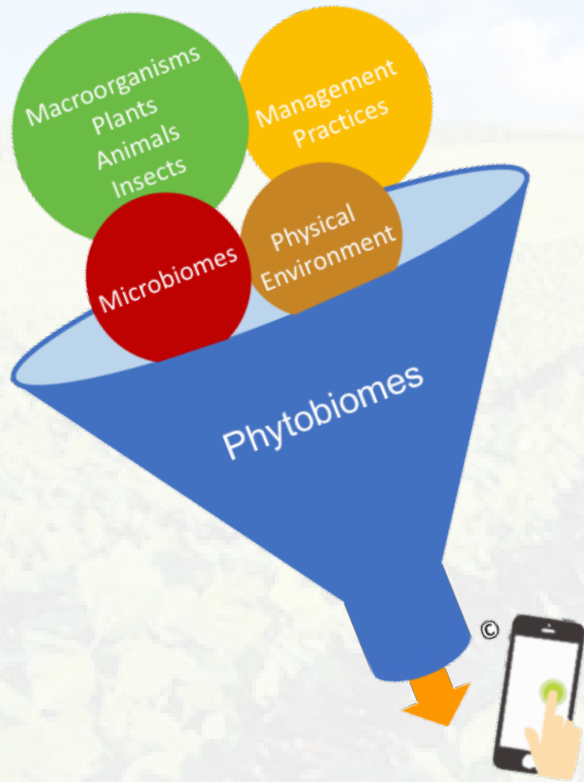 Macroorganisms
Plants
Animals
Insects
Management
Practices
Microbiomes
Physical
Environment
Phytobiomes
©